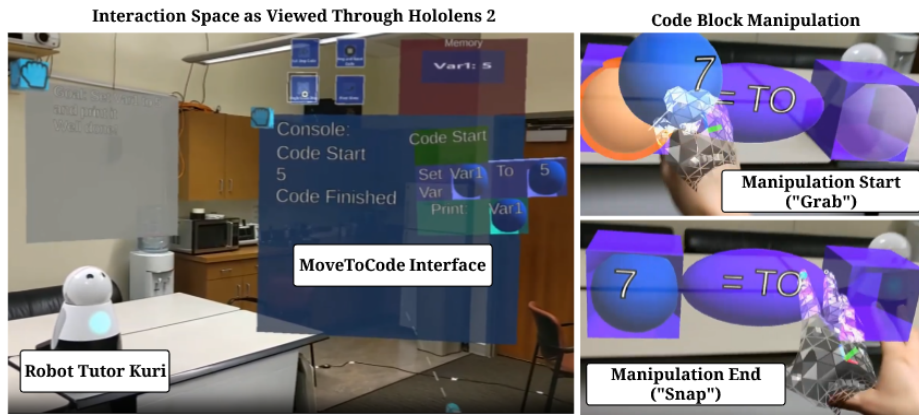 Interaction Space as Viewed Through Hololens 2
Code Block Manipulation
Memory
Var1: 5
Console:
Code Start
5
Code Finished
Code Start
Set Var1 To 5
Var
Print: Var1
MoveToCode Interface
Robot Tutor Kuri
7 = TO
Manipulation Start
("Grab")
7 = TO
Manipulation End
("Snap")